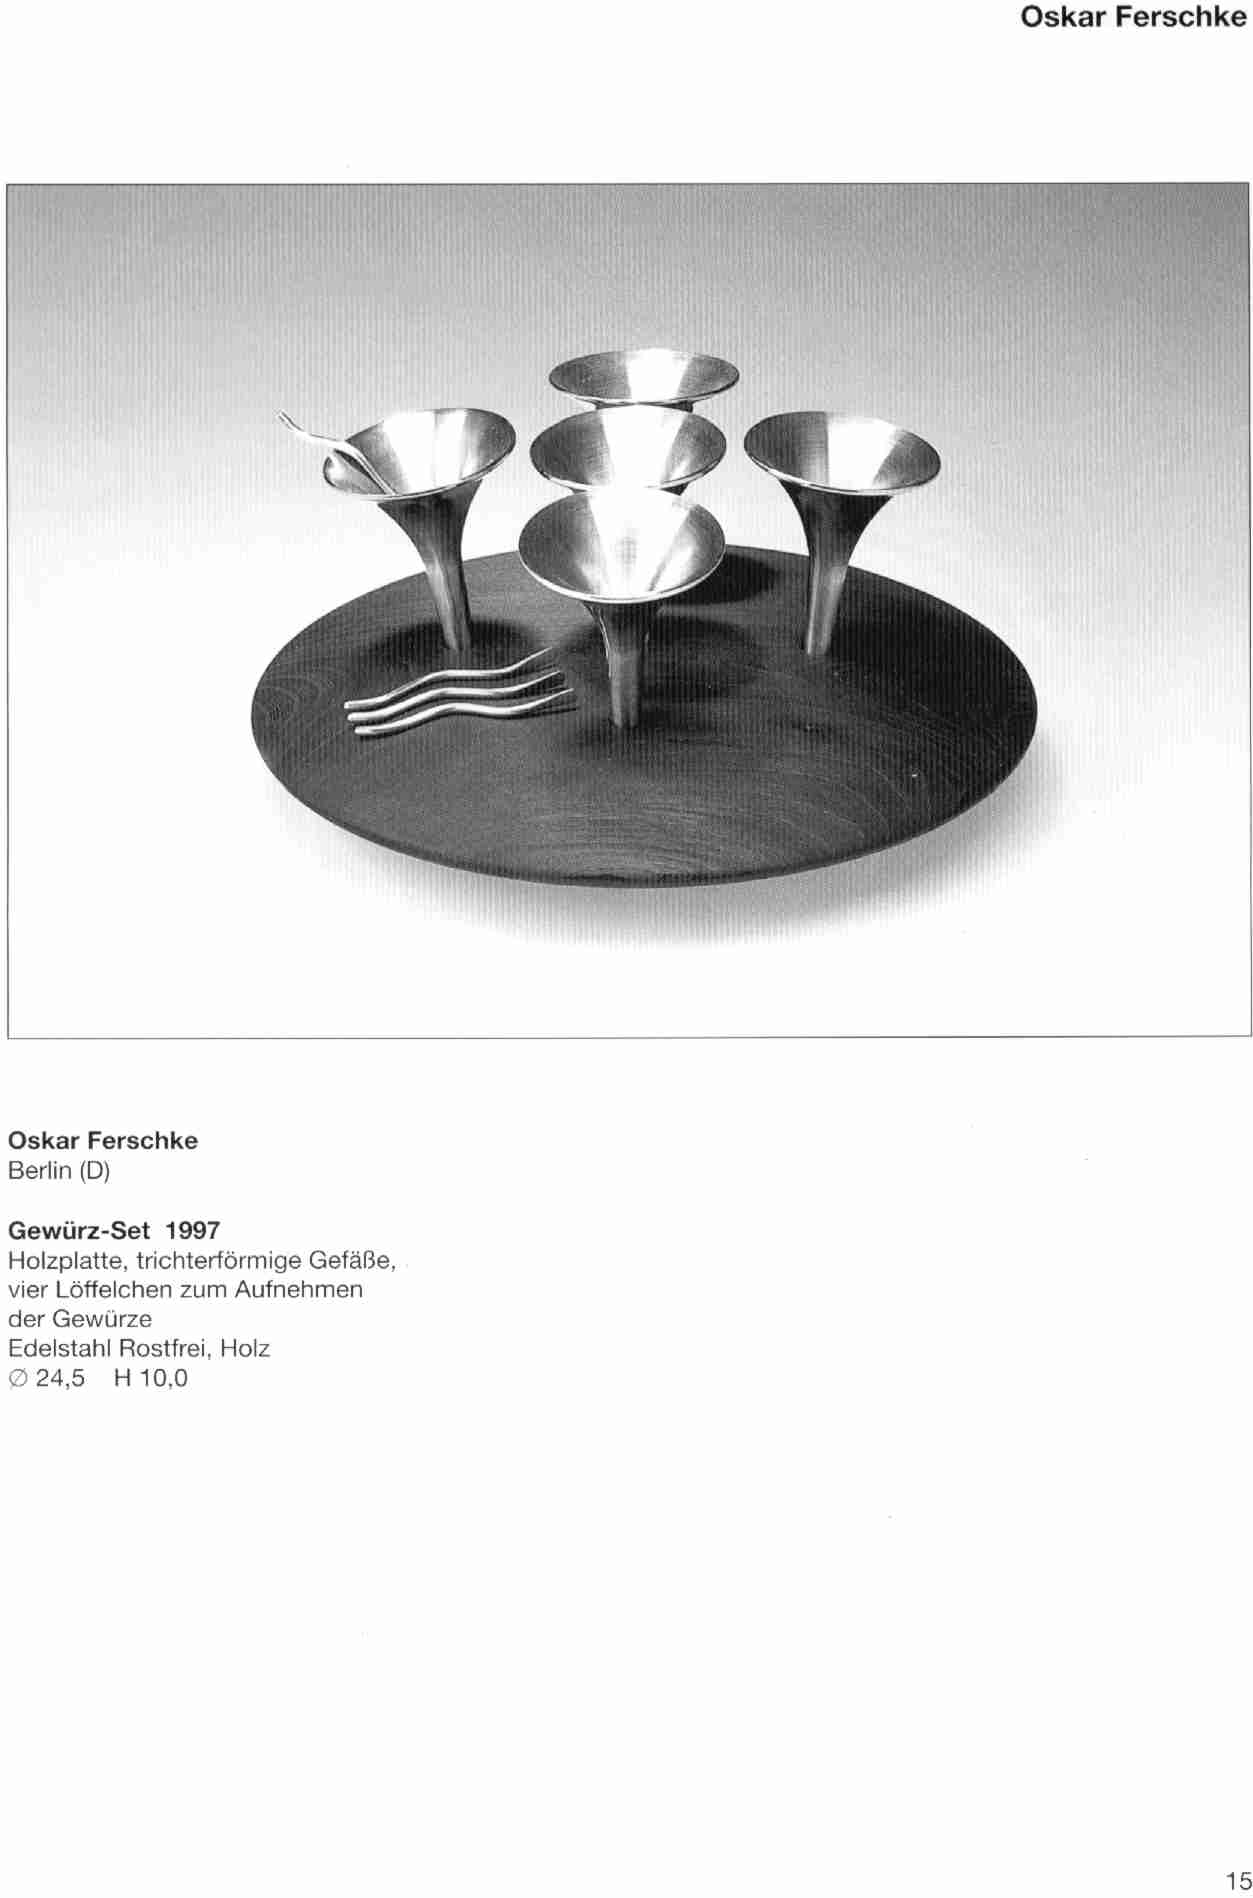 Oskar Ferschke
Oskar Ferschke
Berlin (D)
Gewürz-Set 1997
Holzplatte, trichterförmige Gefäße,
vier Löffelchen zum Aufnehmen
der Gewürze
Edelstahl Rostfrei, Holz
∅ 24,5 H 10,0
15